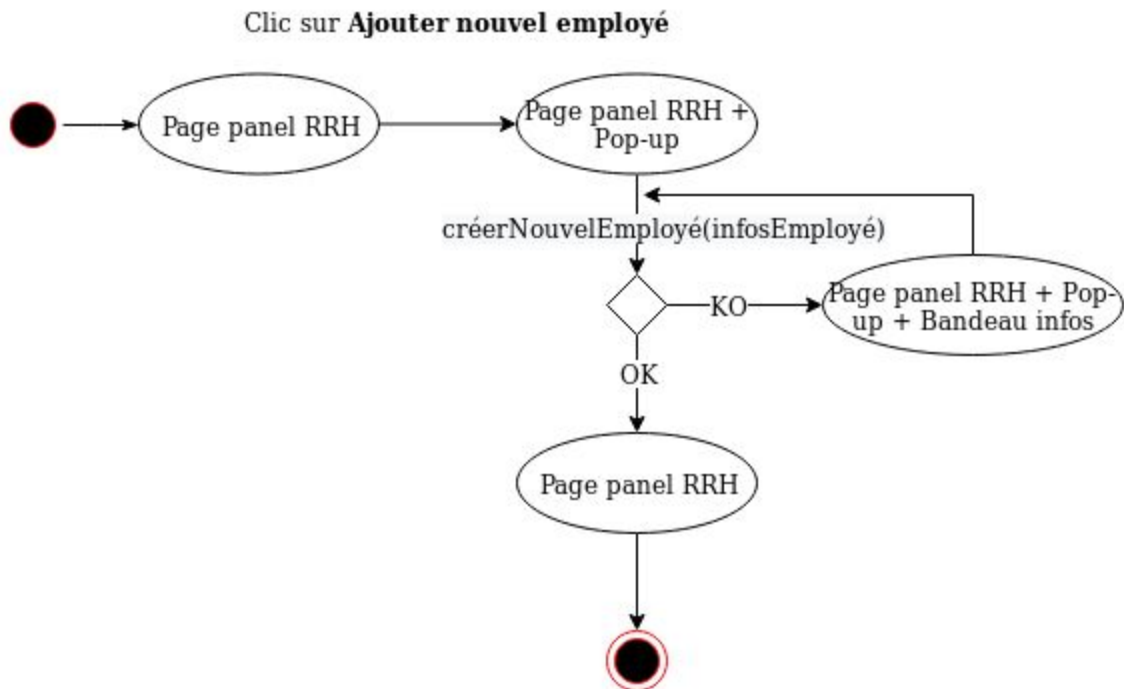 Clic sur Ajouter nouvel employé
Page panel RRH
Page panel RRH +
Pop-up
créerNouvelEmployé(infosEmployé)
KO
Page panel RRH + Pop-
up + Bandeau infos
OK
Page panel RRH